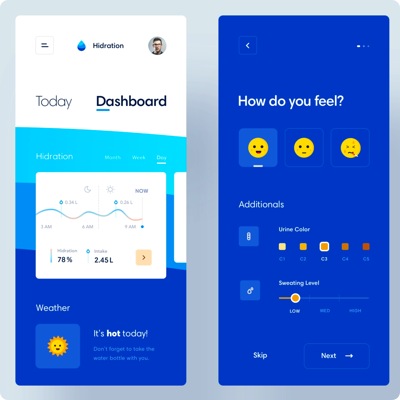 Hidration
Today Dashboard
Hidration Month Week Day
NOW
0.34 L 0.26 L
3 AM 6 AM 9 AM
Hidration Intake
78% 2.45L
Weather
It's hot today!
Don't forget to take the
water bottle with you.
How do you feel?
Additionals
Urine Color
C1 C2 C3 C4 C5
Sweating Level
LOW MED HIGH
Skip Next